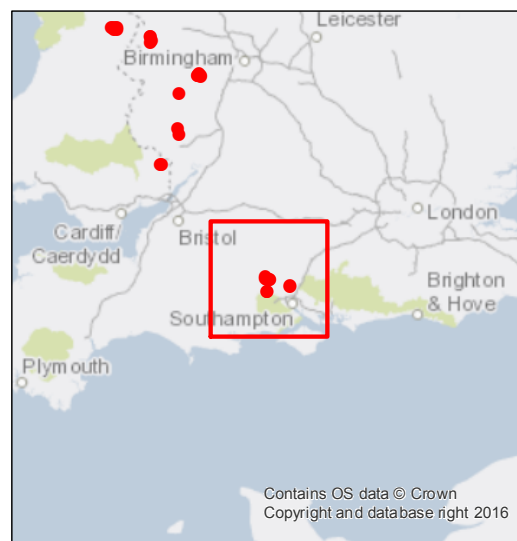 Leicester
Birmingham
London
Cardiff/
Caerdydd
Bristol
Brighton
& Hove
Southampton
Plymouth
Contains OS data © Crown
Copyright and database right 2016